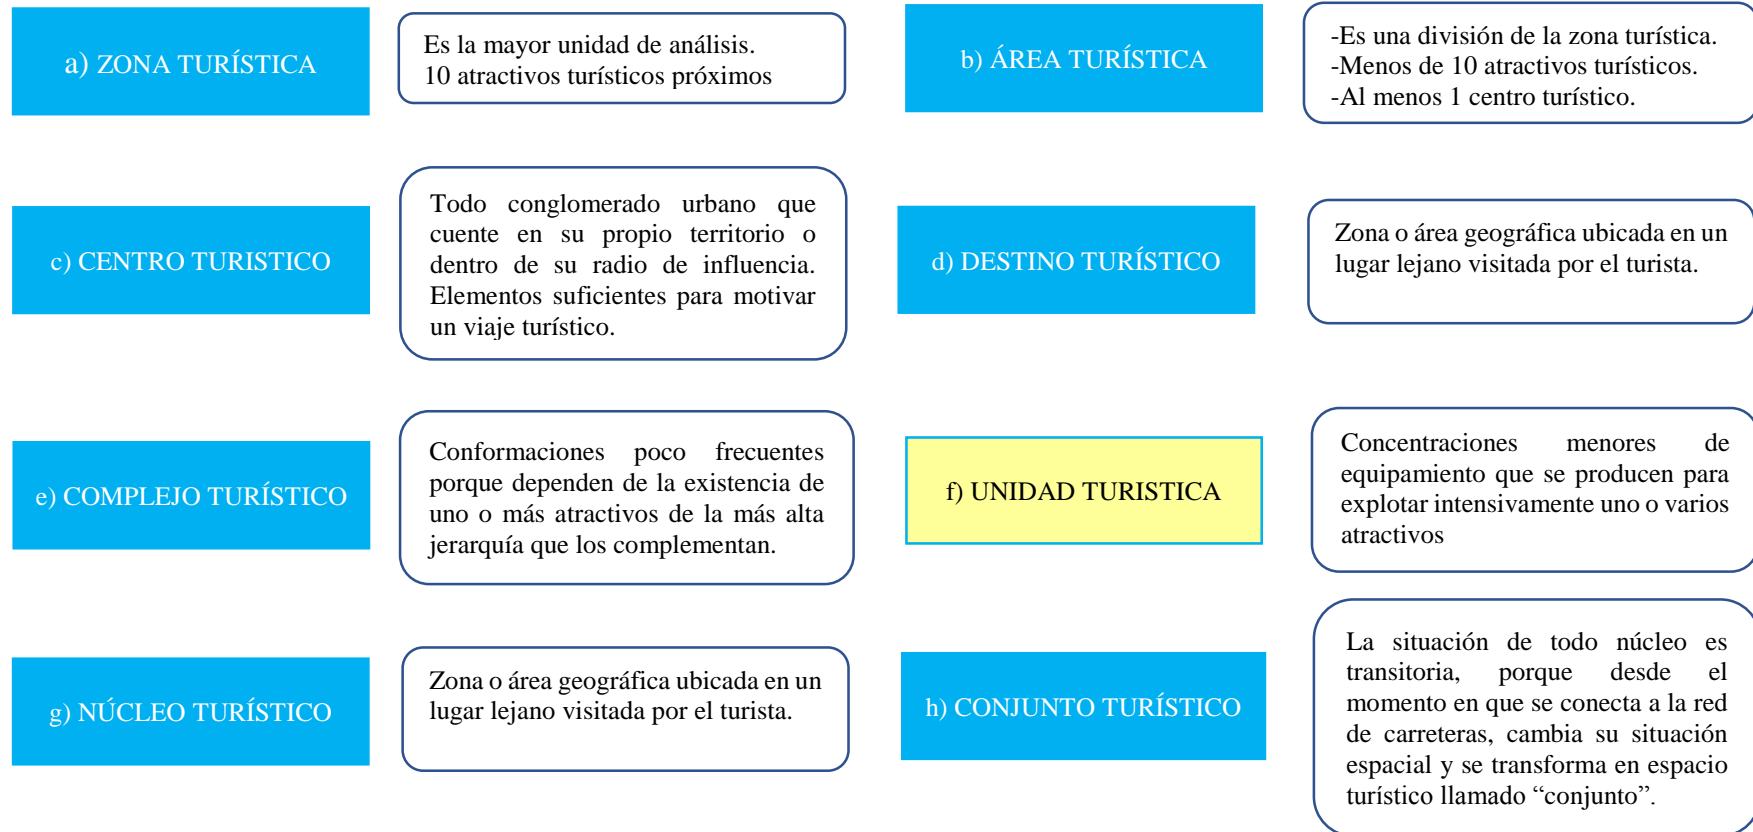 a) ZONA TURÍSTICA
Es la mayor unidad de análisis.
10 atractivos turísticos próximos
b) ÁREA TURÍSTICA
-Es una división de la zona turística.
-Menos de 10 atractivos turísticos.
-Al menos 1 centro turístico.
c) CENTRO TURISTICO
Todo conglomerado urbano que
cuente en su propio territorio o
dentro de su radio de influencia.
Elementos suficientes para motivar
un viaje turístico.
d) DESTINO TURÍSTICO
Zona o área geográfica ubicada en un
lugar lejano visitada por el turista.
e) COMPLEJO TURÍSTICO
Conformaciones poco frecuentes
porque dependen de la existencia de
uno o más atractivos de la más alta
jerarquía que los complementan.
f) UNIDAD TURISTICA
Concentraciones menores de
equipamiento que se producen para
explotar intensivamente uno o varios
atractivos
g) NÚCLEO TURÍSTICO
Zona o área geográfica ubicada en un
lugar lejano visitada por el turista.
h) CONJUNTO TURÍSTICO
La situación de todo núcleo es
transitoria, porque desde el
momento en que se conecta a la red
de carreteras, cambia su situación
espacial y se transforma en espacio
turístico llamado “conjunto”.